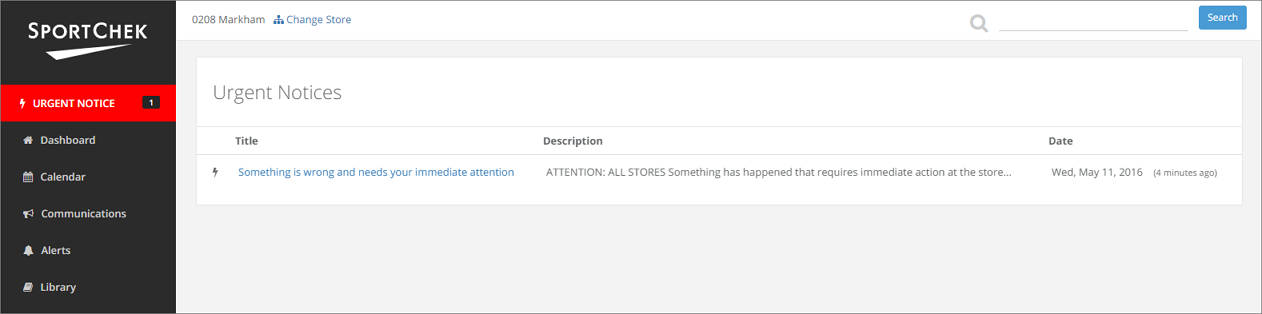 SPORTCHEK
0208 Markham Change Store
Search
URGENT NOTICE 1
Dashboard
Calendar
Communications
Alerts
Library
Urgent Notices
Title Description Date
Something is wrong and needs your immediate attention ATTENTION: ALL STORES Something has happened that requires immediate action at the store... Wed, May 11, 2016 (4 minutes ago)